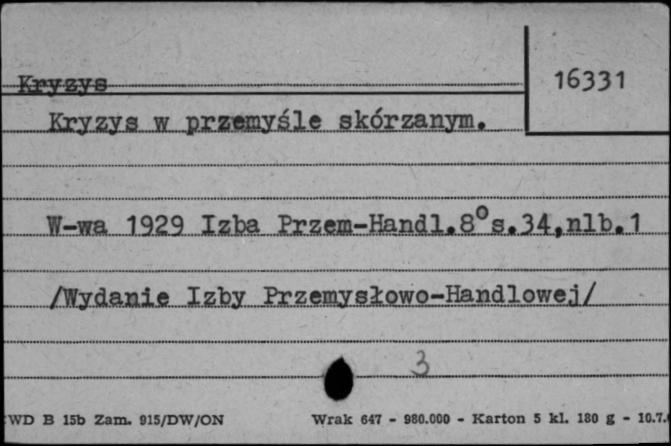 16331
Kryzys
Kryzys w przemyśle skórzanym.
W-wa 1929 Izba Przem-Handl.8° s.34,nlb.1
/Wydanie Izby Przemysłowo-Handlowej/
3
WD B 15b Zam. 915/DW/ON Wrak 647 - 980.000 - Karton 5 kl. 180 g - 10.7.